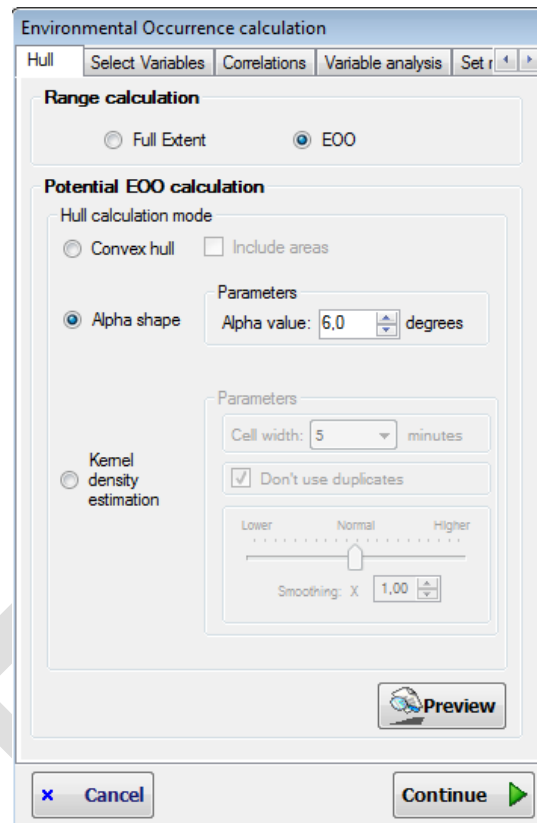 Environmental Occurrence calculation
Hull Select Variables Correlations Variable analysis Set
Range calculation
Full Extent EOO
Potential EOO calculation
Hull calculation mode
Convex hull Include areas
Parameters
Alpha shape Alpha value: 6,0 degrees
Parameters
Cell width: 5 minutes
Kernel
density
estimation
Don't use duplicates
Lower Normal Higher
Smoothing: X 1,00
Preview
Cancel Continue